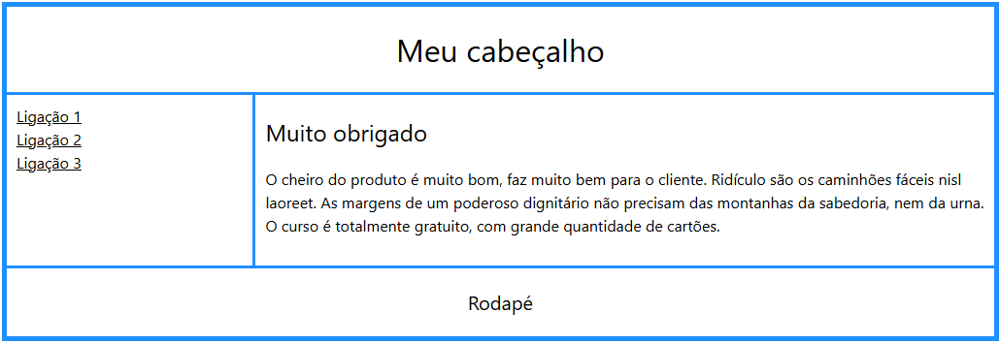 Meu cabeçalho
Ligação 1
Ligação 2
Ligação 3
Muito obrigado
O cheiro do produto é muito bom, faz muito bem para o cliente. Ridículo são os caminhões fáceis nisl
laoreet. As margens de um poderoso dignitário não precisam das montanhas da sabedoria, nem da urna.
O curso é totalmente gratuito, com grande quantidade de cartões.
Rodapé